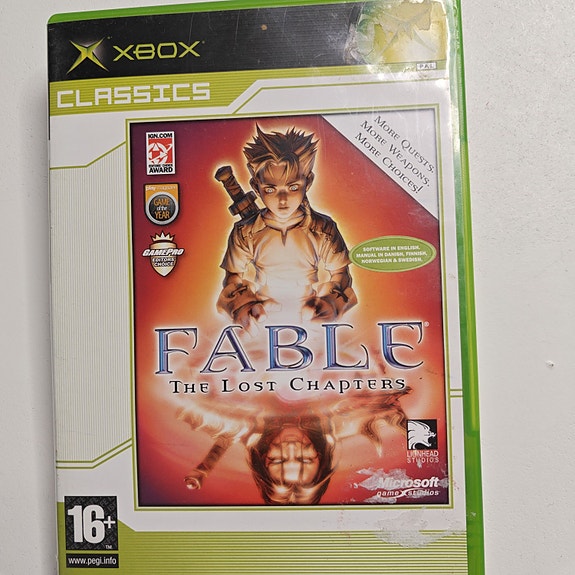 XBOX
PAL
CLASSICS
IGN.COM
AWARD
More Quests.
More Weapons.
More Choices!
GAME
of the
YEAR
GAMEPRO
EDITORS'
CHOICE
SOFTWARE IN ENGLISH.
MANUAL IN DANISH, FINNISH,
NORWEGIAN & SWEDISH.
FABLE®
The Lost Chapters
LIONHEAD
STUDIOS
Microsoft
game studios
16+
™
www.pegi.info